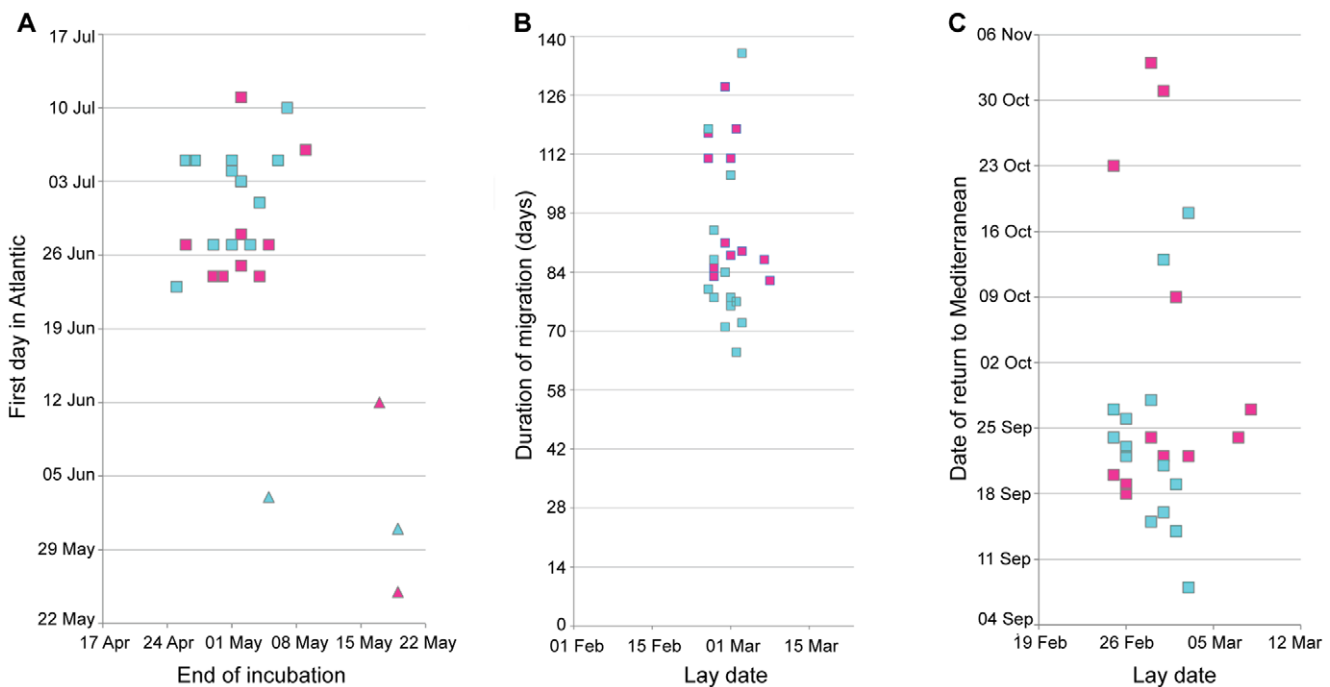 A
First day in Atlantic
17 Jul
10 Jul
03 Jul
26 Jun
19 Jun
12 Jun
05 Jun
29 May
22 May
17 Apr 24 Apr 01 May 08 May 15 May 22 May
End of incubation
B
Duration of migration (days)
140
126
112
98
84
70
58
42
28
14
0
01 Feb 15 Feb 01 Mar 15 Mar
Lay date
C
Date of return to Mediterranean
06 Nov
30 Oct
23 Oct
16 Oct
09 Oct
02 Oct
25 Sep
18 Sep
11 Sep
04 Sep
19 Feb 26 Feb 05 Mar 12 Mar
Lay date